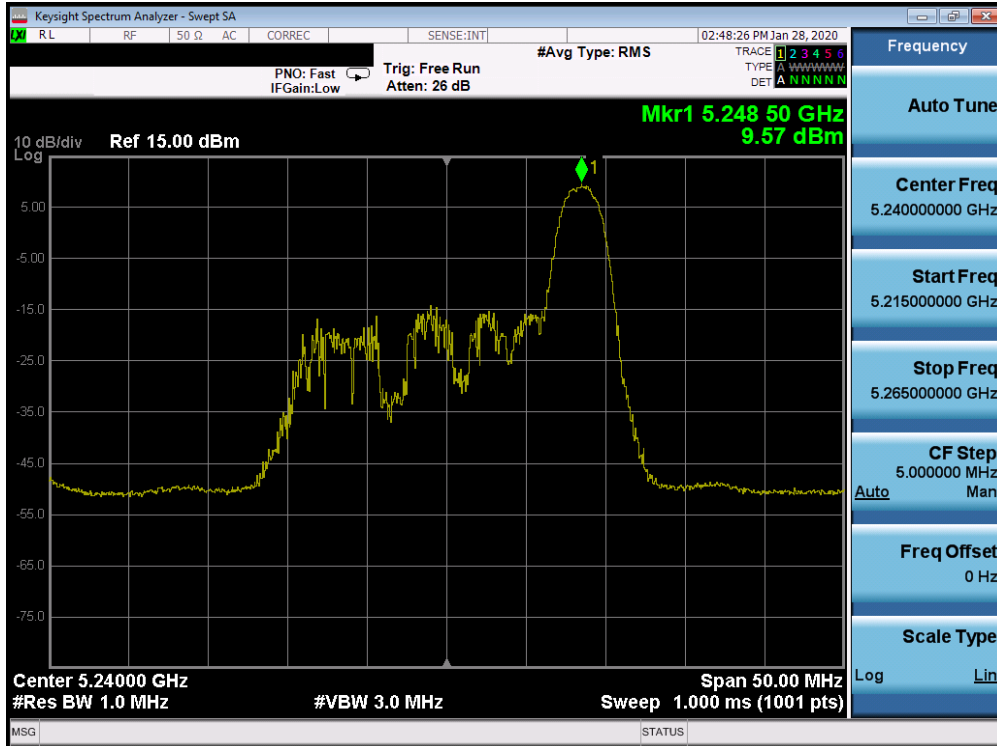 Keysight Spectrum Analyzer - Swept SA
LXI RL RF 50 Ω AC CORREC SENSE:INT 02:48:26 PM Jan 28, 2020
PNO: Fast
IFGain:Low
Trig: Free Run
Atten: 26 dB
#Avg Type: RMS
TRACE 1 2 3 4 5 6
TYPE A WWWWW
DET A N N N N N
Mkr1 5.248 50 GHz
9.57 dBm
10 dB/div
Log
Ref 15.00 dBm
1
5.00
-5.00
-15.0
-25.0
-35.0
-45.0
-55.0
-65.0
-75.0
Center 5.24000 GHz
Span 50.00 MHz
#Res BW 1.0 MHz
#VBW 3.0 MHz
Sweep 1.000 ms (1001 pts)
MSG
STATUS
Frequency
Auto Tune
Center Freq
5.240000000 GHz
Start Freq
5.215000000 GHz
Stop Freq
5.265000000 GHz
CF Step
5.000000 MHz
Auto Man
Freq Offset
0 Hz
Scale Type
Log Lin